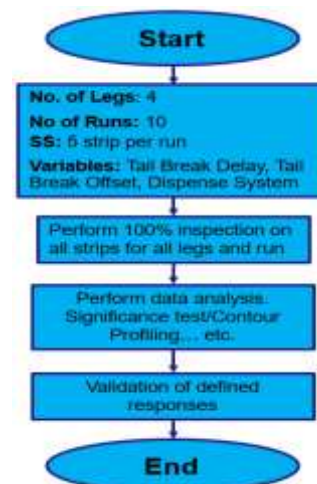 Start
No. of Legs: 4
No of Runs: 10
SS: 5 strip per run
Variables: Tail Break Delay, Tail
Break Offset, Dispense System
Perform 100% inspection on
all strips for all legs and run
Perform data analysis.
Significance test/Contour
Profiling... etc.
Validation of defined
responses
End